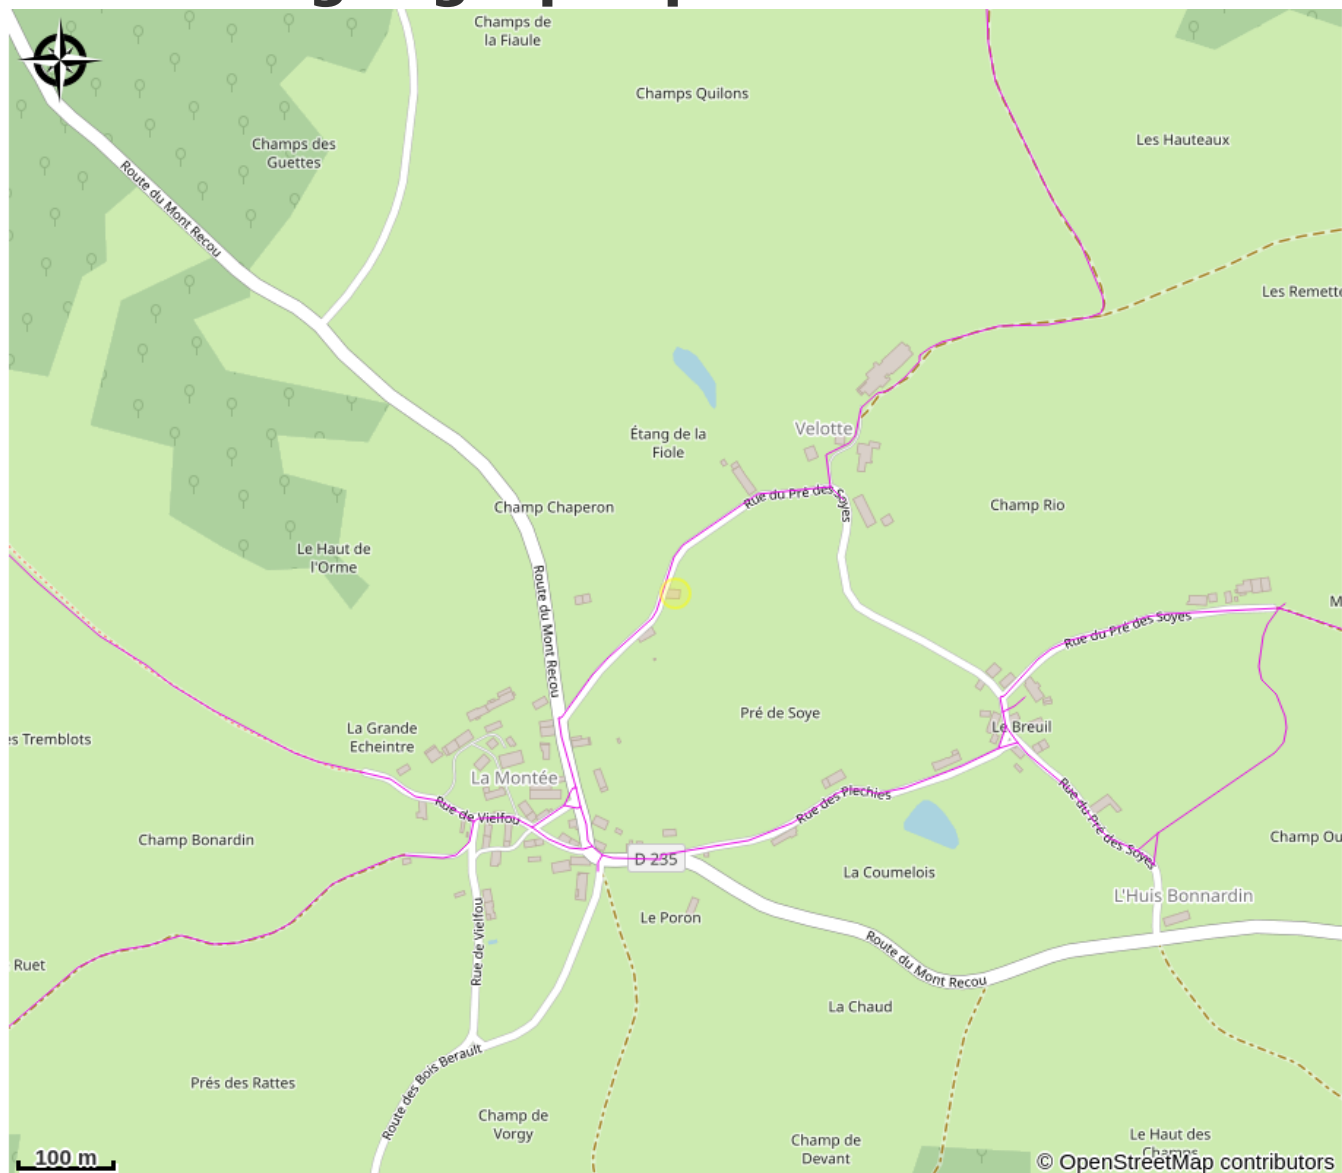 Champs de
la Fiaule
Champs Quilons
Les Hauteaux
Champs des
Guettes
Route du Mont Recou
Les Remette
Étang de la
Fiole
Velotte
Rue du Pré des Soyes
Champ Chaperon
Champ Rio
Le Haut de
l'Orme
Route du Mont Recou
Rue du Pré des Soyes
M
es Tremblots
La Grande
Echeintre
Pré de Soye
Le Breuil
La Montée
Rue de Vielfou
Rue des Plechies
Rue du Pré des Soyes
Champ Bonardin
Champ Ou
D 235
La Coumelois
L'Huis Bonnardin
Le Poron
Rue de Vielfou
Route du Mont Recou
Ruet
La Chaud
Prés des Rattes
Route des Bois Berault
Champ de
Vorgy
Champ de
Devant
Le Haut des
Champs
100 m
© OpenStreetMap contributors